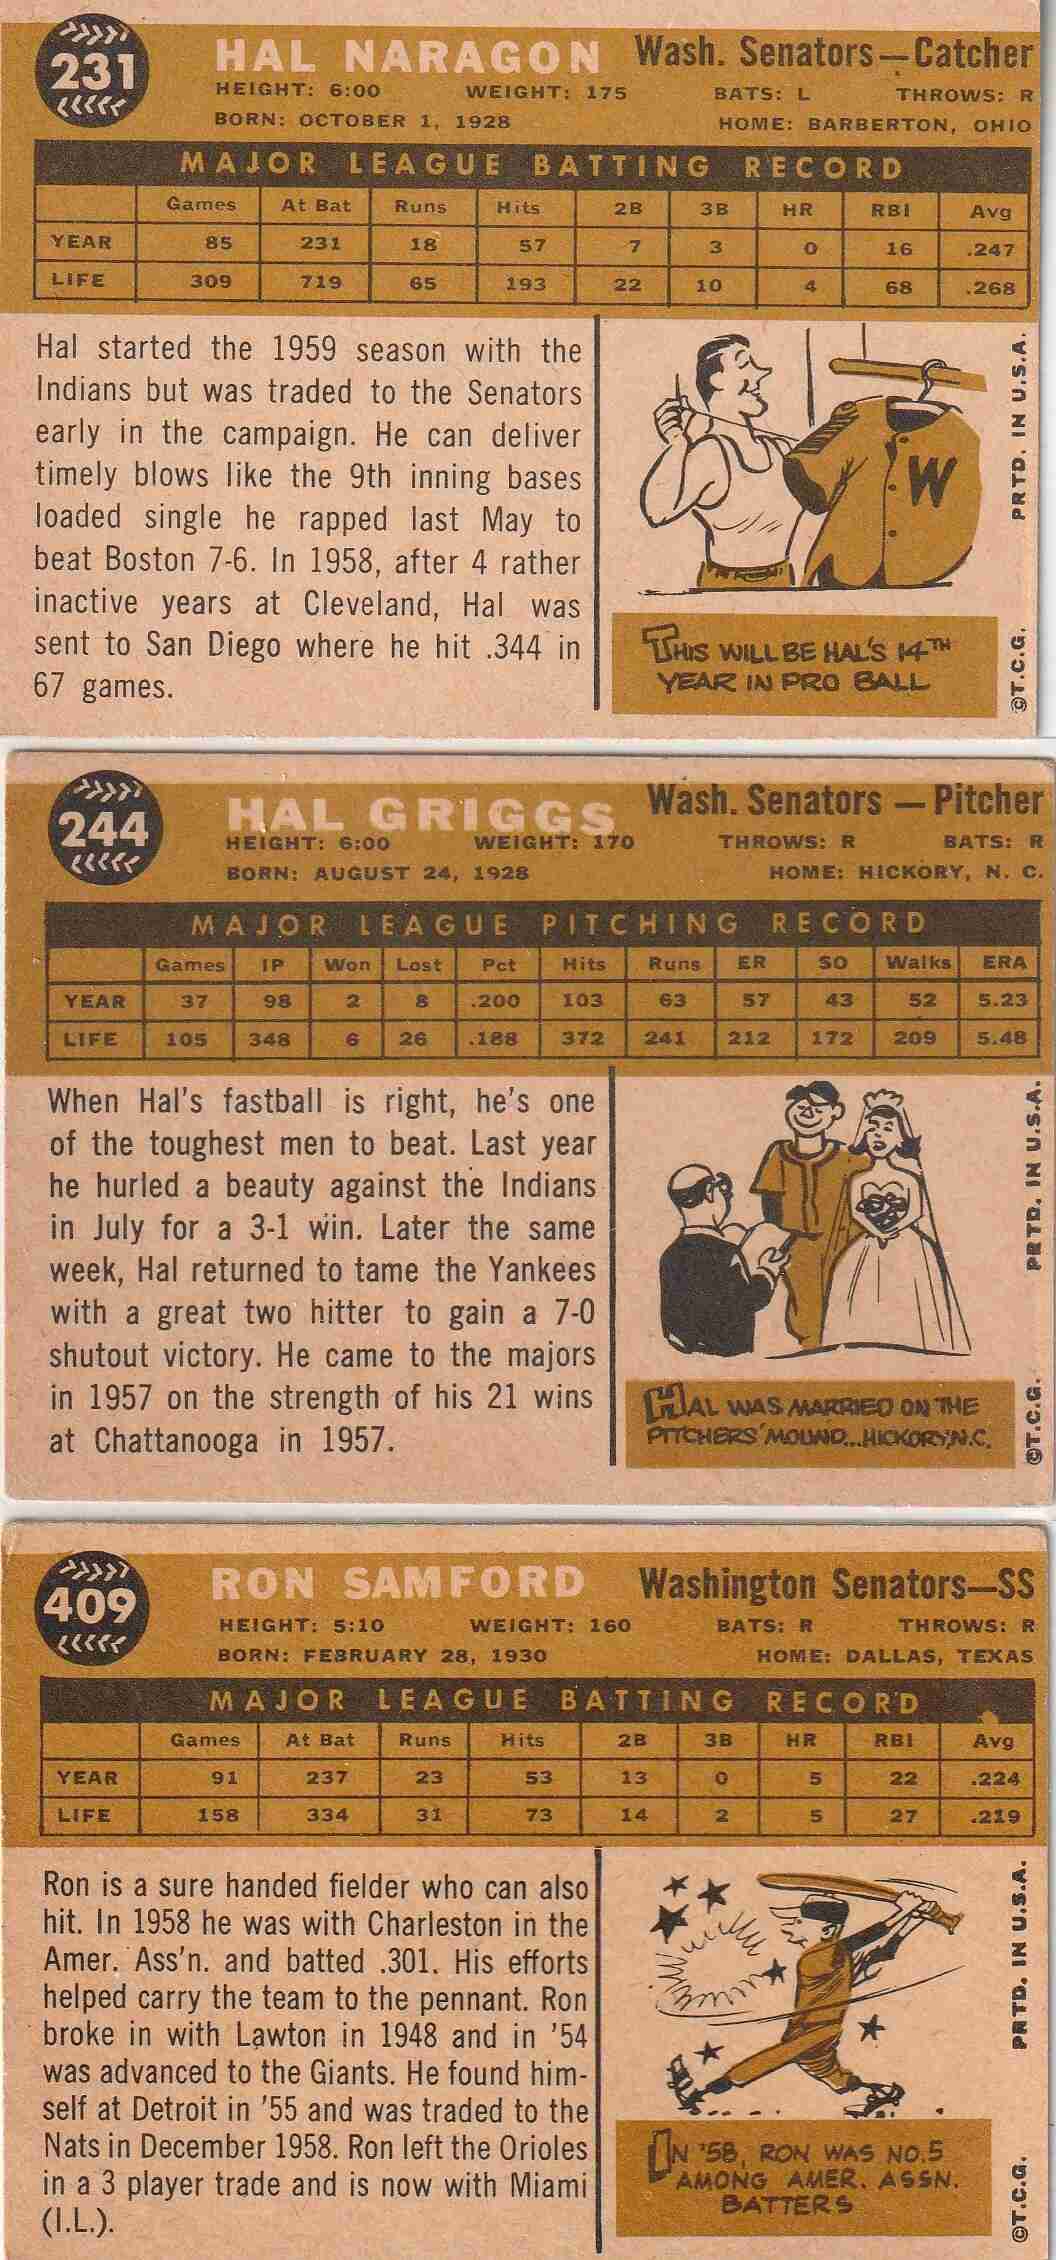 231
HAL NARAGON Wash. Senators—Catcher
HEIGHT: 6:00 WEIGHT: 175 BATS: L THROWS: R
BORN: OCTOBER 1, 1928 HOME: BARBERTON, OHIO
MAJOR LEAGUE BATTING RECORD
Games At Bat Runs Hits 2B 3B HR RBI Avg
YEAR 85 231 18 57 7 3 0 16 .247
LIFE 309 719 65 193 22 10 4 68 .268
Hal started the 1959 season with the
Indians but was traded to the Senators
early in the campaign. He can deliver
timely blows like the 9th inning bases
loaded single he rapped last May to
beat Boston 7-6. In 1958, after 4 rather
inactive years at Cleveland, Hal was
sent to San Diego where he hit .344 in
67 games.
W
THIS WILL BE HAL'S 14TH
YEAR IN PRO BALL
©T.C.G. PRTD. IN U.S.A.
244
HAL GRIGGS Wash. Senators — Pitcher
HEIGHT: 6:00 WEIGHT: 170 THROWS: R BATS: R
BORN: AUGUST 24, 1928 HOME: HICKORY, N. C.
MAJOR LEAGUE PITCHING RECORD
Games IP Won Lost Pct Hits Runs ER SO Walks ERA
YEAR 37 98 2 8 .200 103 63 57 43 52 5.23
LIFE 105 348 6 26 .188 372 241 212 172 209 5.48
When Hal's fastball is right, he's one
of the toughest men to beat. Last year
he hurled a beauty against the Indians
in July for a 3-1 win. Later the same
week, Hal returned to tame the Yankees
with a great two hitter to gain a 7-0
shutout victory. He came to the majors
in 1957 on the strength of his 21 wins
at Chattanooga in 1957.
HAL WAS MARRIED ON THE
PITCHERS' MOUND...HICKORY, N.C.
©T.C.G. PRTD. IN U.S.A.
409
RON SAMFORD Washington Senators—SS
HEIGHT: 5:10 WEIGHT: 160 BATS: R THROWS: R
BORN: FEBRUARY 28, 1930 HOME: DALLAS, TEXAS
MAJOR LEAGUE BATTING RECORD
Games At Bat Runs Hits 2B 3B HR RBI Avg
YEAR 91 237 23 53 13 0 5 22 .224
LIFE 158 334 31 73 14 2 5 27 .219
Ron is a sure handed fielder who can also
hit. In 1958 he was with Charleston in the
Amer. Ass'n. and batted .301. His efforts
helped carry the team to the pennant. Ron
broke in with Lawton in 1948 and in '54
was advanced to the Giants. He found him-
self at Detroit in '55 and was traded to the
Nats in December 1958. Ron left the Orioles
in a 3 player trade and is now with Miami
(I.L.).
IN '58, RON WAS NO.5
AMONG AMER. ASSN.
BATTERS
©T.C.G. PRTD. IN U.S.A.